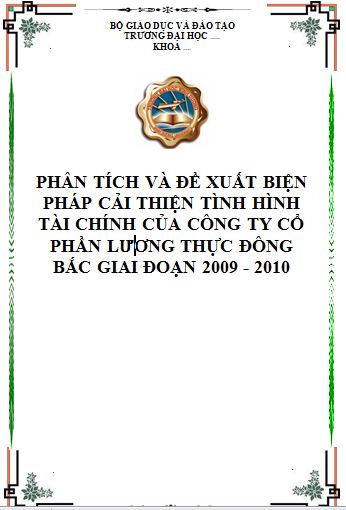 BỘ GIÁO DỤC VÀ ĐÀO TẠO
TRƯỜNG ĐẠI HỌC .....
KHOA ....
PHÂN TÍCH VÀ ĐỀ XUẤT BIỆN
PHÁP CẢI THIỆN TÌNH HÌNH
TÀI CHÍNH CỦA CÔNG TY CỔ
PHẦN LƯƠNG THỰC ĐÔNG
BẮC GIAI ĐOẠN 2009 - 2010